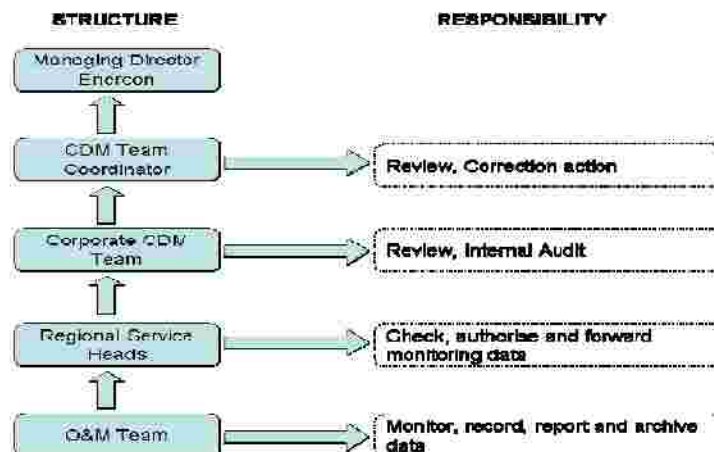 STRUCTURE
RESPONSIBILITY
Managing Director
Enercon
CDM Team
Coordinator
Review, Correction action
Corporate CDM
Team
Review, Internal Audit
Regional Service
Heads
Check, authorise and forward
monitoring data
O&M Team
Monitor, record, report and archive
data